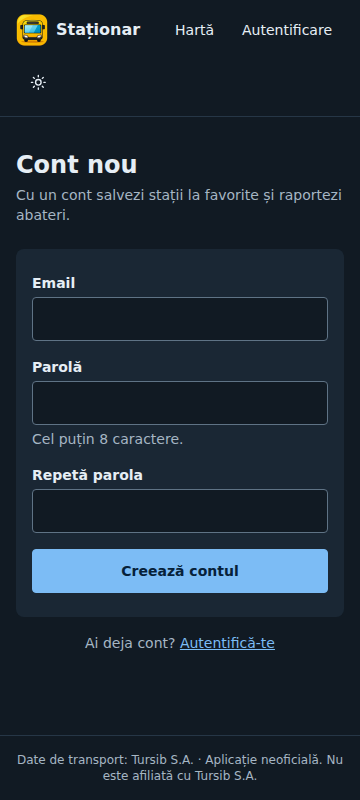 Staționar
Hartă
Autentificare
Cont nou
Cu un cont salvezi stații la favorite și raportezi
abateri.
Email
Parolă
Cel puțin 8 caractere.
Repetă parola
Creează contul
Ai deja cont? Autentifică-te
Date de transport: Tursib S.A. · Aplicație neoficială. Nu
este afiliată cu Tursib S.A.